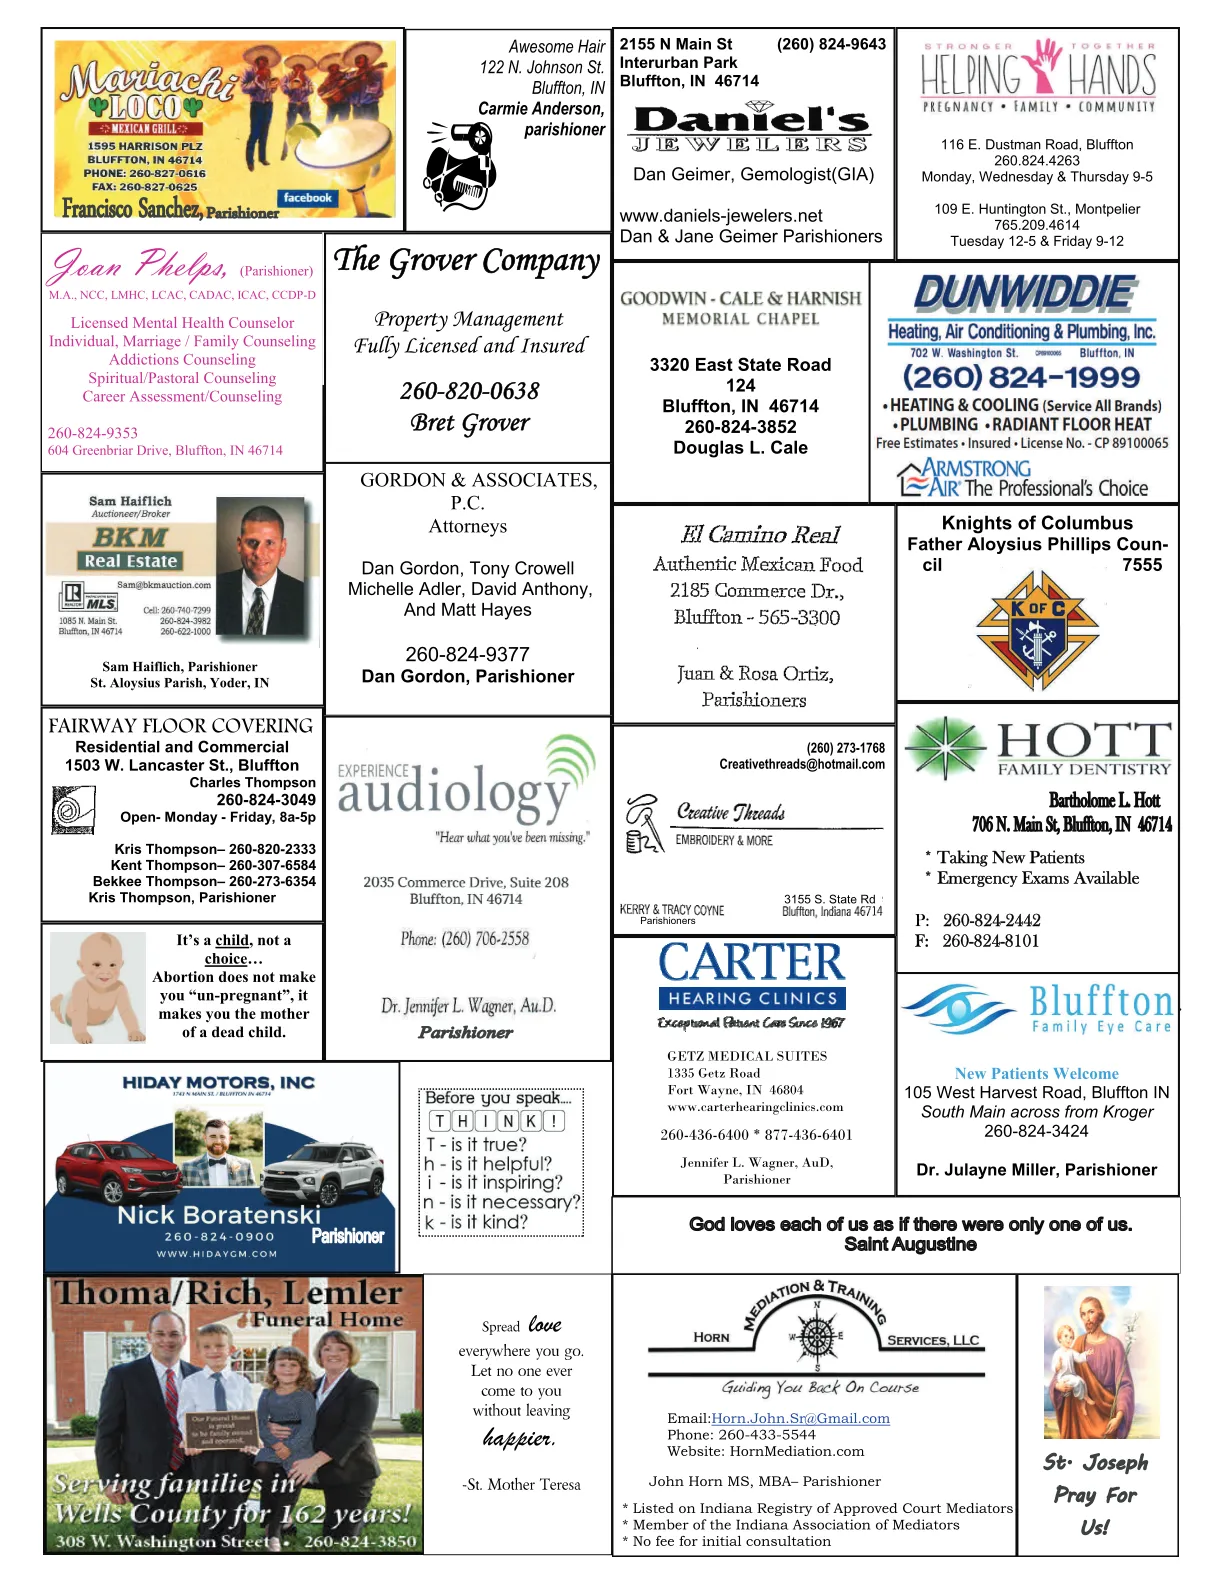 Mariachi
LOCO
MEXICAN GRILL
1595 HARRISON PLZ
BLUFFTON, IN 46714
PHONE: 260-827-0616
FAX: 260-827-0625
facebook
Francisco Sanchez, Parishioner
Awesome Hair
122 N. Johnson St.
Bluffton, IN
Carmie Anderson,
parishioner
2155 N Main St (260) 824-9643
Interurban Park
Bluffton, IN 46714
Daniel's
JEWELERS
Dan Geimer, Gemologist(GIA)
www.daniels-jewelers.net
Dan & Jane Geimer Parishioners
STRONGER TOGETHER
HELPING HANDS
PREGNANCY • FAMILY • COMMUNITY
116 E. Dustman Road, Bluffton
260.824.4263
Monday, Wednesday & Thursday 9-5
109 E. Huntington St., Montpelier
765.209.4614
Tuesday 12-5 & Friday 9-12
Joan Phelps, (Parishioner)
M.A., NCC, LMHC, LCAC, CADAC, ICAC, CCDP-D
Licensed Mental Health Counselor
Individual, Marriage / Family Counseling
Addictions Counseling
Spiritual/Pastoral Counseling
Career Assessment/Counseling
260-824-9353
604 Greenbriar Drive, Bluffton, IN 46714
The Grover Company
Property Management
Fully Licensed and Insured
260-820-0638
Bret Grover
GOODWIN - CALE & HARNISH
MEMORIAL CHAPEL
3320 East State Road
124
Bluffton, IN 46714
260-824-3852
Douglas L. Cale
DUNWIDDIE
Heating, Air Conditioning & Plumbing, Inc.
702 W. Washington St. CP89100065 Bluffton, IN
(260) 824-1999
• HEATING & COOLING (Service All Brands)
• PLUMBING • RADIANT FLOOR HEAT
Free Estimates • Insured • License No. - CP 89100065
ARMSTRONG
AIR The Professional's Choice
Sam Haiflich
Auctioneer/Broker
BKM
Real Estate
Sam@bkmauction.com
R
REALTOR
MLS
Cell: 260-740-7299
1085 N. Main St. 260-824-3982
Bluffton, IN 46714 260-622-1000
Sam Haiflich, Parishioner
St. Aloysius Parish, Yoder, IN
GORDON & ASSOCIATES,
P.C.
Attorneys
Dan Gordon, Tony Crowell
Michelle Adler, David Anthony,
And Matt Hayes
260-824-9377
Dan Gordon, Parishioner
El Camino Real
Authentic Mexican Food
2185 Commerce Dr.,
Bluffton - 565-3300
Juan & Rosa Ortiz,
Parishioners
Knights of Columbus
Father Aloysius Phillips Coun-
cil 7555
K OF C
FAIRWAY FLOOR COVERING
Residential and Commercial
1503 W. Lancaster St., Bluffton
Charles Thompson
260-824-3049
Open- Monday - Friday, 8a-5p
Kris Thompson– 260-820-2333
Kent Thompson– 260-307-6584
Bekkee Thompson– 260-273-6354
Kris Thompson, Parishioner
EXPERIENCE
audiology
"Hear what you've been missing."
2035 Commerce Drive, Suite 208
Bluffton, IN 46714
Phone: (260) 706-2558
Dr. Jennifer L. Wagner, Au.D.
Parishioner
(260) 273-1768
Creativethreads@hotmail.com
Creative Threads
EMBROIDERY & MORE
3155 S. State Rd 1
KERRY & TRACY COYNE Bluffton, Indiana 46714
Parishioners
HOTT
FAMILY DENTISTRY
Bartholome L. Hott
706 N. Main St, Bluffton, IN 46714
* Taking New Patients
* Emergency Exams Available
P: 260-824-2442
F: 260-824-8101
It's a child, not a
choice…
Abortion does not make
you “un-pregnant”, it
makes you the mother
of a dead child.
CARTER
HEARING CLINICS
Exceptional Patient Care Since 1967
GETZ MEDICAL SUITES
1335 Getz Road
Fort Wayne, IN 46804
www.carterhearingclinics.com
260-436-6400 * 877-436-6401
Jennifer L. Wagner, AuD,
Parishioner
Bluffton
Family Eye Care
New Patients Welcome
105 West Harvest Road, Bluffton IN
South Main across from Kroger
260-824-3424
Dr. Julayne Miller, Parishioner
HIDAY MOTORS, INC
1741 N MAIN ST. / BLUFFTON IN 46714
Nick Boratenski
260-824-0900 Parishioner
WWW.HIDAYGM.COM
Before you speak....
THINK!
T - is it true?
h - is it helpful?
i - is it inspiring?
n - is it necessary?
k - is it kind?
God loves each of us as if there were only one of us.
Saint Augustine
Thoma/Rich, Lemler
Funeral Home
Our Funeral Home
is proud
to be family owned
and operated.
Serving families in
Wells County for 162 years!
308 W. Washington Street • 260-824-3850
Spread love
everywhere you go.
Let no one ever
come to you
without leaving
happier.
-St. Mother Teresa
MEDIATION & TRAINING
HORN SERVICES, LLC
N
W E
S
Guiding You Back On Course
Email:Horn.John.Sr@Gmail.com
Phone: 260-433-5544
Website: HornMediation.com
John Horn MS, MBA– Parishioner
* Listed on Indiana Registry of Approved Court Mediators
* Member of the Indiana Association of Mediators
* No fee for initial consultation
St. Joseph
Pray For
Us!